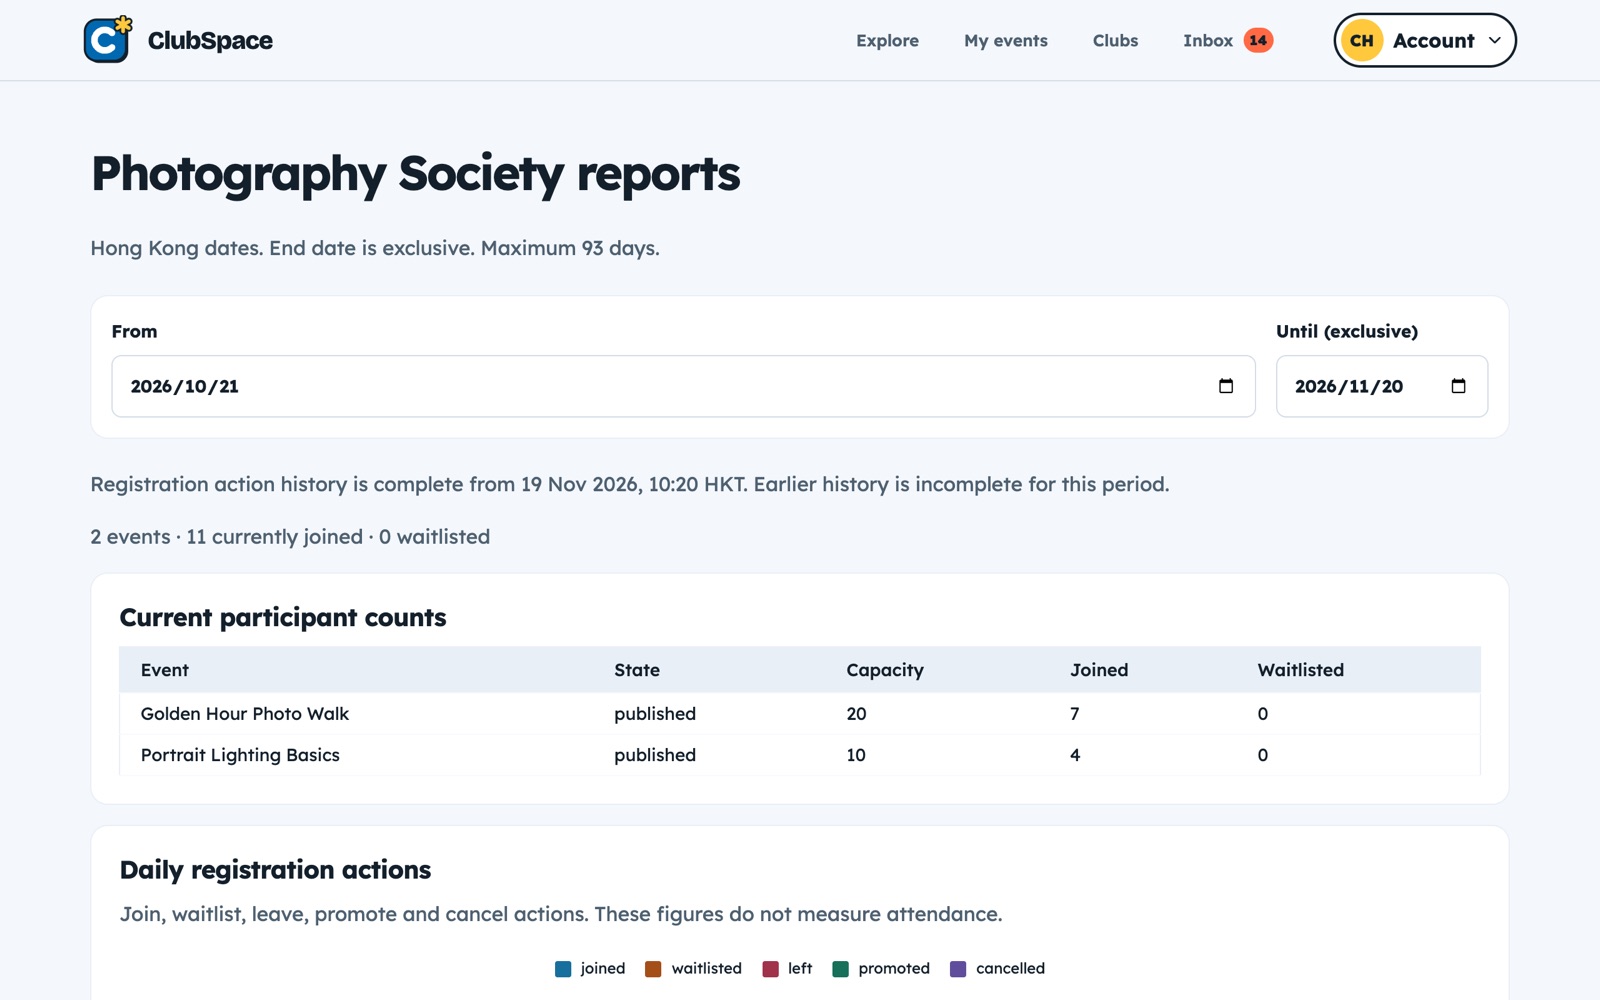 C* ClubSpace
Explore My events Clubs Inbox 14 CH Account
Photography Society reports
Hong Kong dates. End date is exclusive. Maximum 93 days.
From Until (exclusive)
2026/10/21 2026/11/20
Registration action history is complete from 19 Nov 2026, 10:20 HKT. Earlier history is incomplete for this period.
2 events · 11 currently joined · 0 waitlisted
Current participant counts
Event State Capacity Joined Waitlisted
Golden Hour Photo Walk published 20 7 0
Portrait Lighting Basics published 10 4 0
Daily registration actions
Join, waitlist, leave, promote and cancel actions. These figures do not measure attendance.
joined waitlisted left promoted cancelled